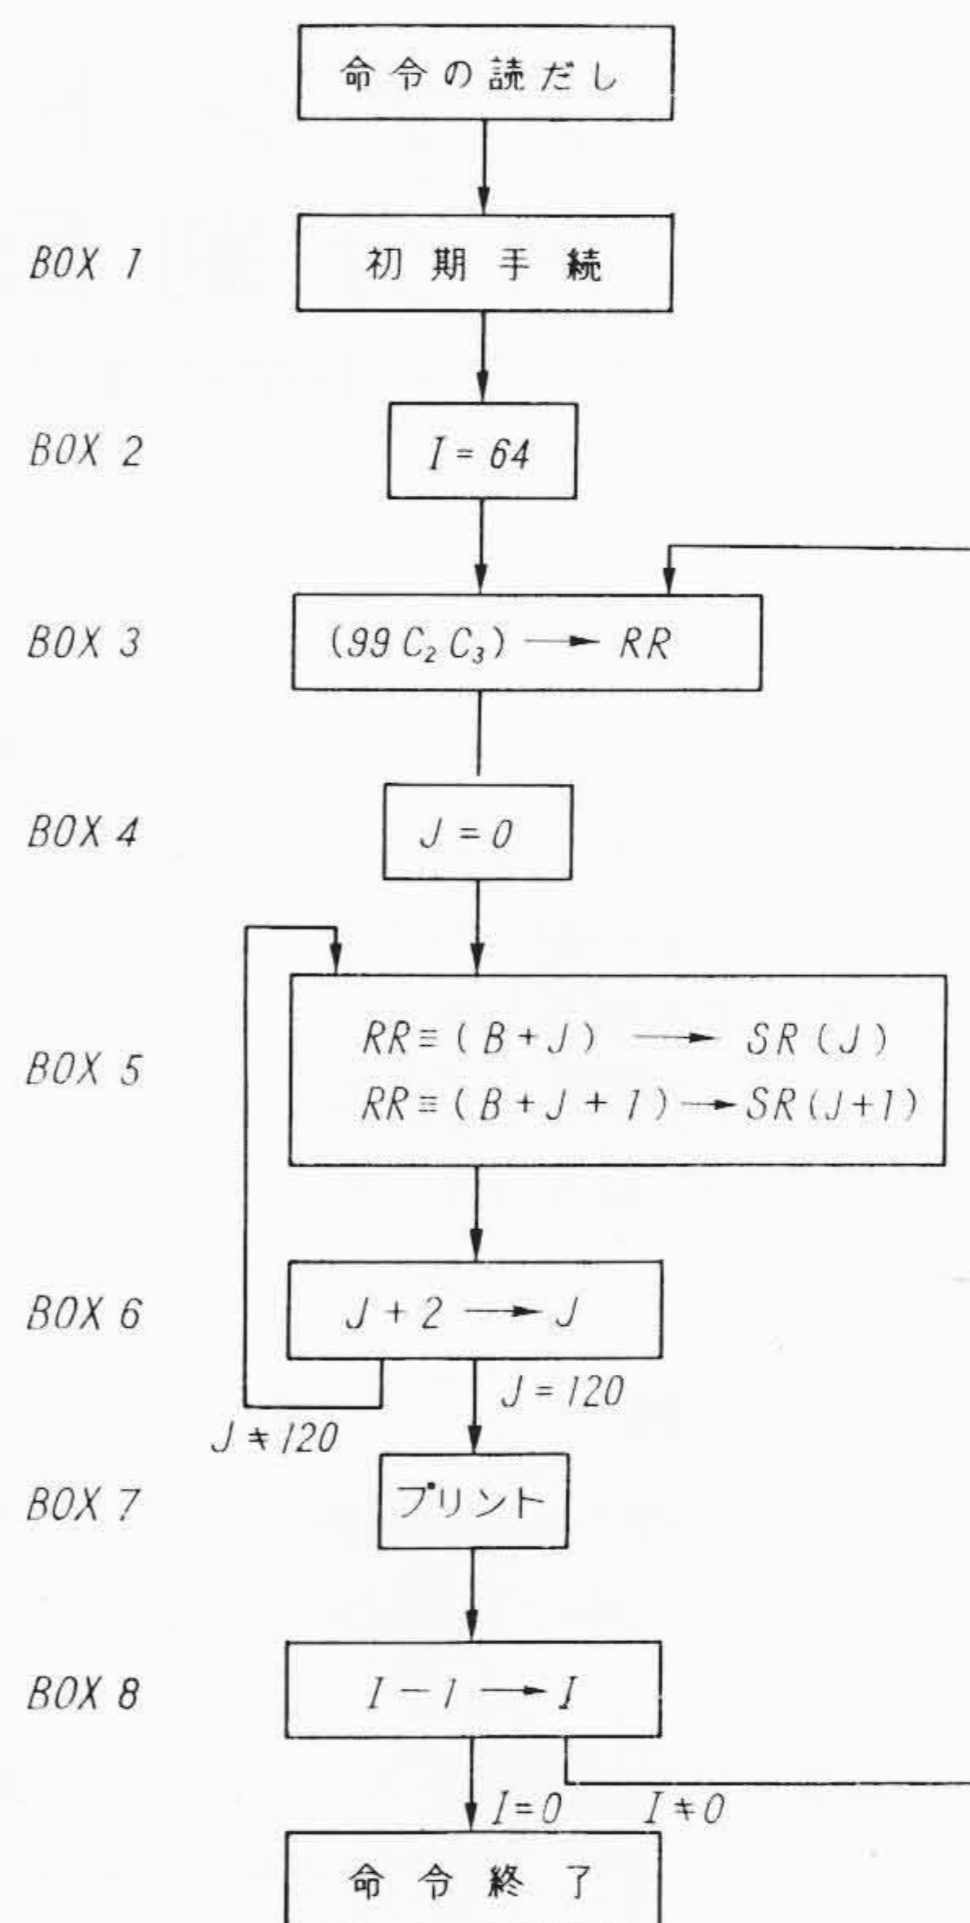 命令の読だし
BOX 1 初期手続
BOX 2 I = 64
BOX 3 (99 C₂ C₃) → RR
BOX 4 J = 0
BOX 5
RR ≡ ( B + J ) → SR ( J )
RR ≡ ( B + J + 1 ) → SR ( J+1 )
BOX 6 J + 2 → J
J = 120
J ≠ 120
BOX 7 プリント
BOX 8 I − 1 → I
I = 0 I ≠ 0
命令終了